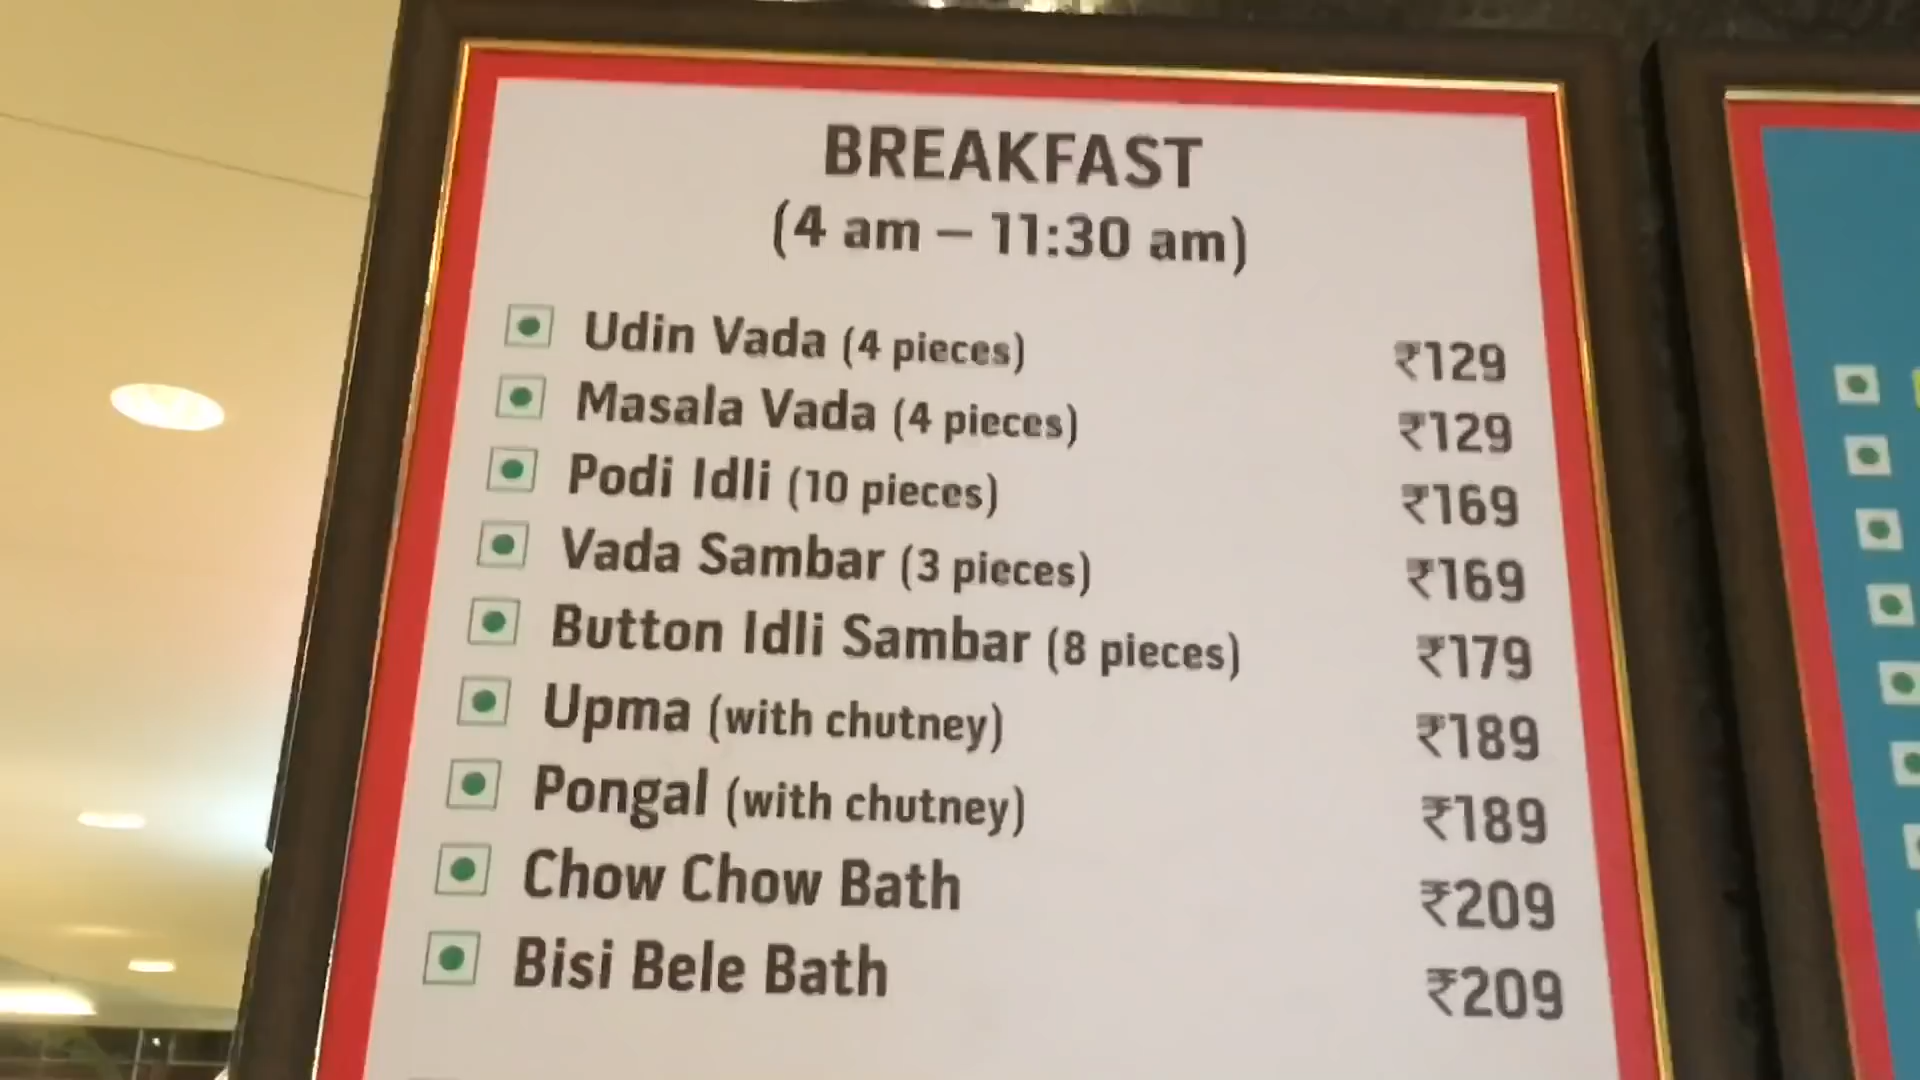 BREAKFAST
(4 am – 11:30 am)
Udin Vada (4 pieces) ₹129
Masala Vada (4 pieces) ₹129
Podi Idli (10 pieces) ₹169
Vada Sambar (3 pieces) ₹169
Button Idli Sambar (8 pieces) ₹179
Upma (with chutney) ₹189
Pongal (with chutney) ₹189
Chow Chow Bath ₹209
Bisi Bele Bath ₹209